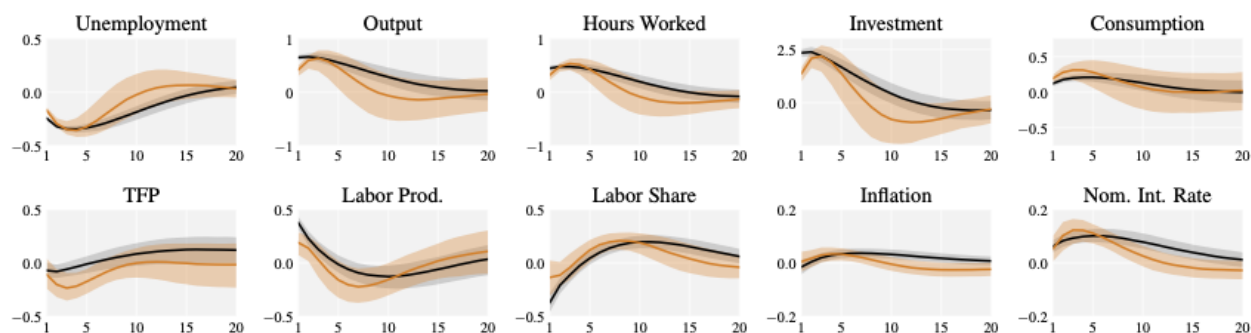 Unemployment Output Hours Worked Investment Consumption
0.5 1 1 2.5 0.5
0.0 0 0 0.0 0.0
−0.5 −1 −1 −0.5
1 5 10 15 20 1 5 10 15 20 1 5 10 15 20 1 5 10 15 20 1 5 10 15 20
TFP Labor Prod. Labor Share Inflation Nom. Int. Rate
0.5 0.5 0.5 0.2 0.2
0.0 0.0 0.0 0.0 0.0
−0.5 −0.5 −0.5 −0.2 −0.2
1 5 10 15 20 1 5 10 15 20 1 5 10 15 20 1 5 10 15 20 1 5 10 15 20